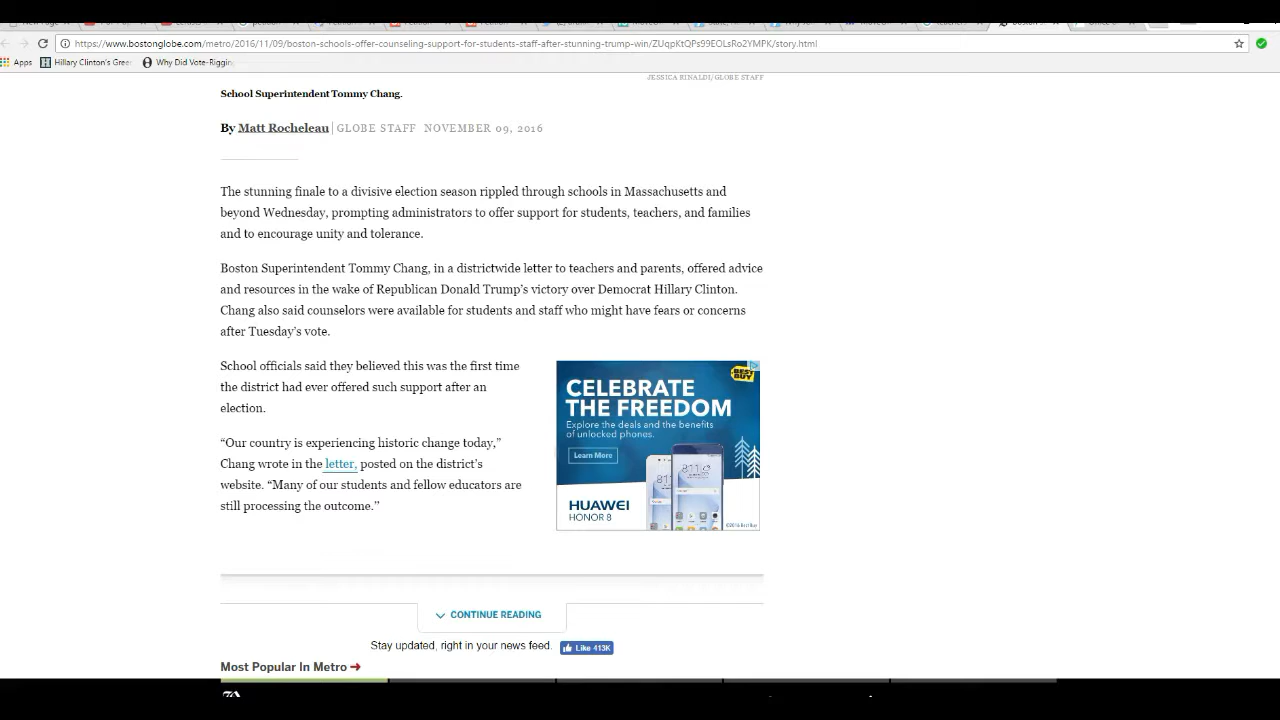 https://www.bostonglobe.com/metro/2016/11/09/boston-schools-offer-counseling-support-for-students-staff-after-stunning-trump-win/ZUqpKtQPs99EOLsRo2YMPK/story.html
Apps Hillary Clinton's Gree Why Did Vote-Riggin
JESSICA RINALDI/GLOBE STAFF
School Superintendent Tommy Chang.
By Matt Rocheleau | GLOBE STAFF NOVEMBER 09, 2016
The stunning finale to a divisive election season rippled through schools in Massachusetts and
beyond Wednesday, prompting administrators to offer support for students, teachers, and families
and to encourage unity and tolerance.
Boston Superintendent Tommy Chang, in a districtwide letter to teachers and parents, offered advice
and resources in the wake of Republican Donald Trump's victory over Democrat Hillary Clinton.
Chang also said counselors were available for students and staff who might have fears or concerns
after Tuesday's vote.
School officials said they believed this was the first time
the district had ever offered such support after an
election.
“Our country is experiencing historic change today,”
Chang wrote in the letter, posted on the district's
website. “Many of our students and fellow educators are
still processing the outcome.”
BEST BUY
CELEBRATE
THE FREEDOM
Explore the deals and the benefits
of unlocked phones.
Learn More
8:11
8:11
HUAWEI
HONOR 8
©2016 Best Buy
CONTINUE READING
Stay updated, right in your news feed. Like 413K
Most Popular In Metro